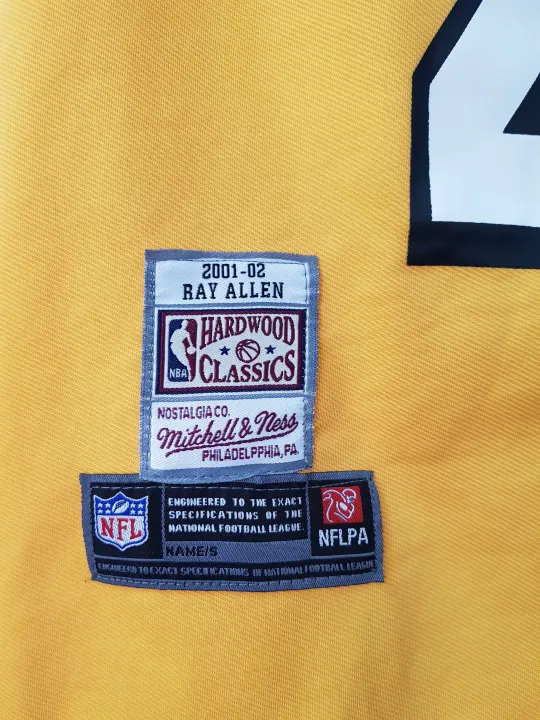 2001-02
RAY ALLEN
HARDWOOD
NBA
CLASSICS
NOSTALGIA CO.
Mitchell & Ness
PHILADELPPHIA, PA.
NFL
ENGINEERED TO THE EXACT
SPECIFICATIONS OF THE
NATIONAL FOOTBALL LEAGUE.
NAME/S
NFLPA
ENGINEERED TO EXACT SPECIFICATIONS OF NATIONAL FOOTBALL LEAGUE